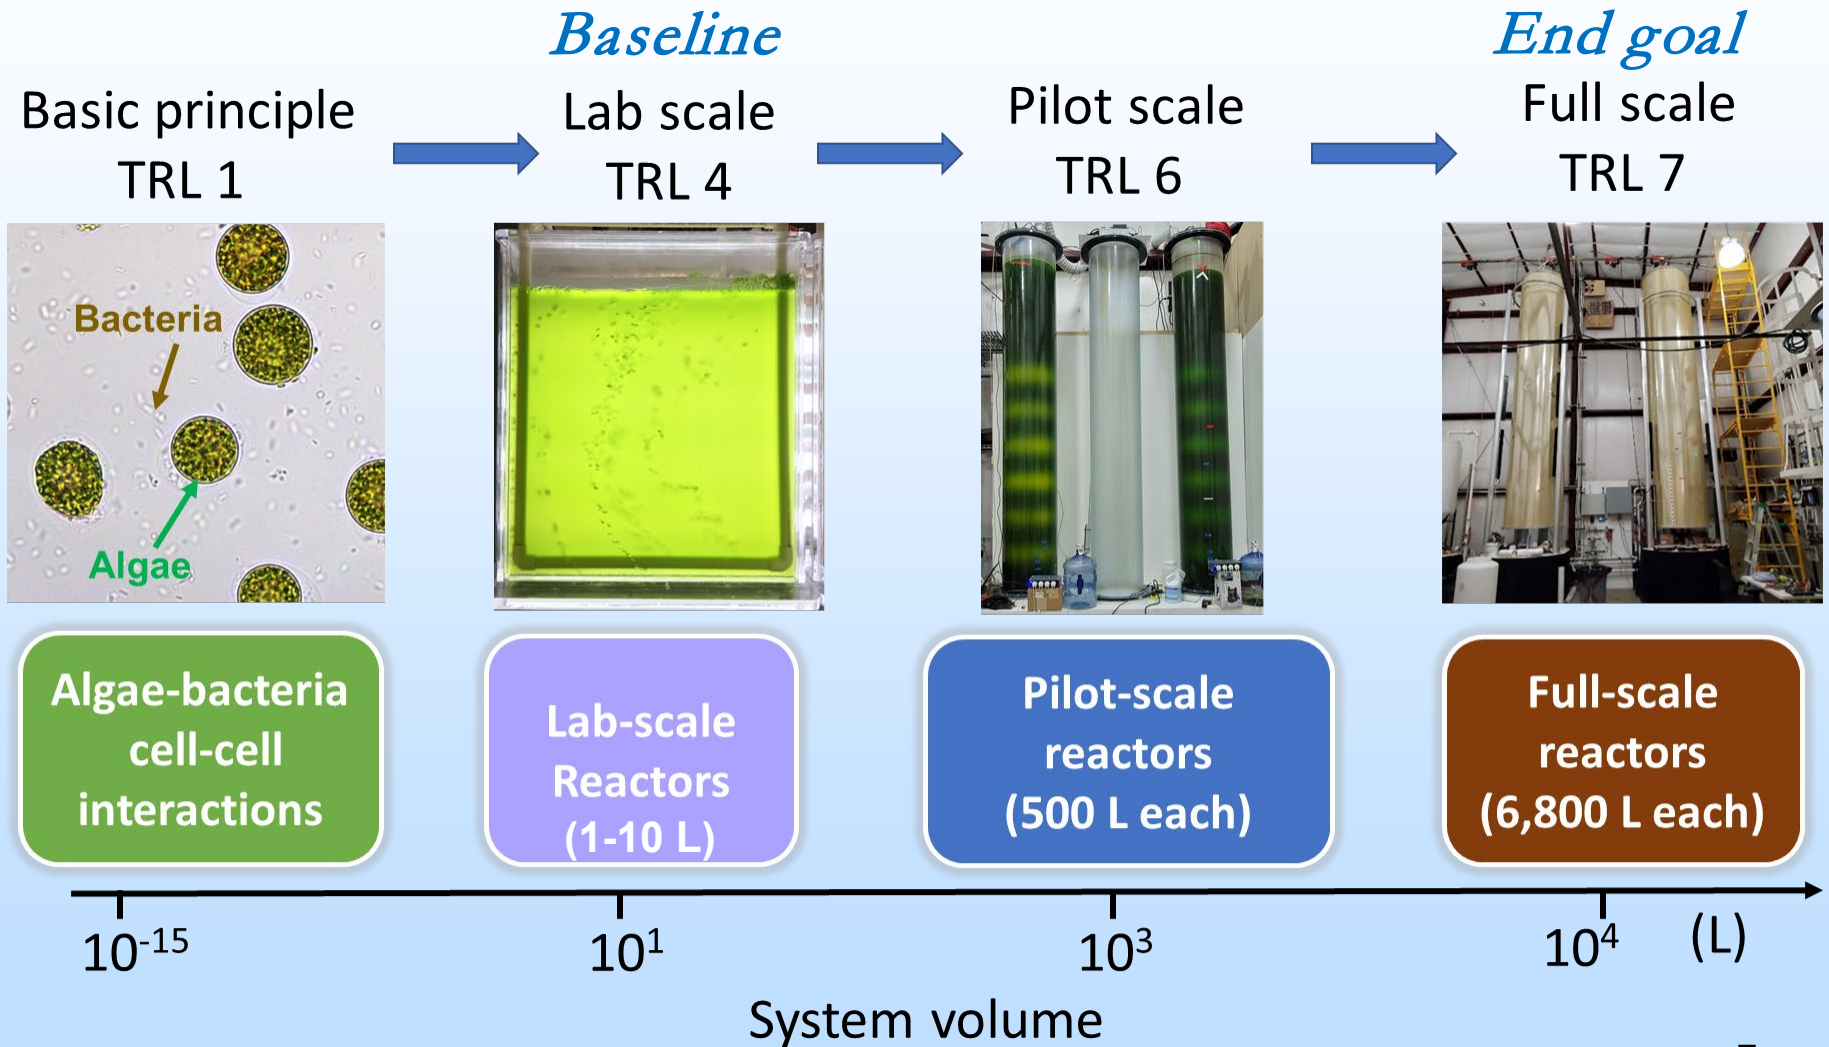 Baseline
End goal
Basic principle
TRL 1
Lab scale
TRL 4
Pilot scale
TRL 6
Full scale
TRL 7
Bacteria
Algae
Algae-bacteria
cell-cell
interactions
Lab-scale
Reactors
(1-10 L)
Pilot-scale
reactors
(500 L each)
Full-scale
reactors
(6,800 L each)
10⁻¹⁵
10¹
10³
10⁴
(L)
System volume